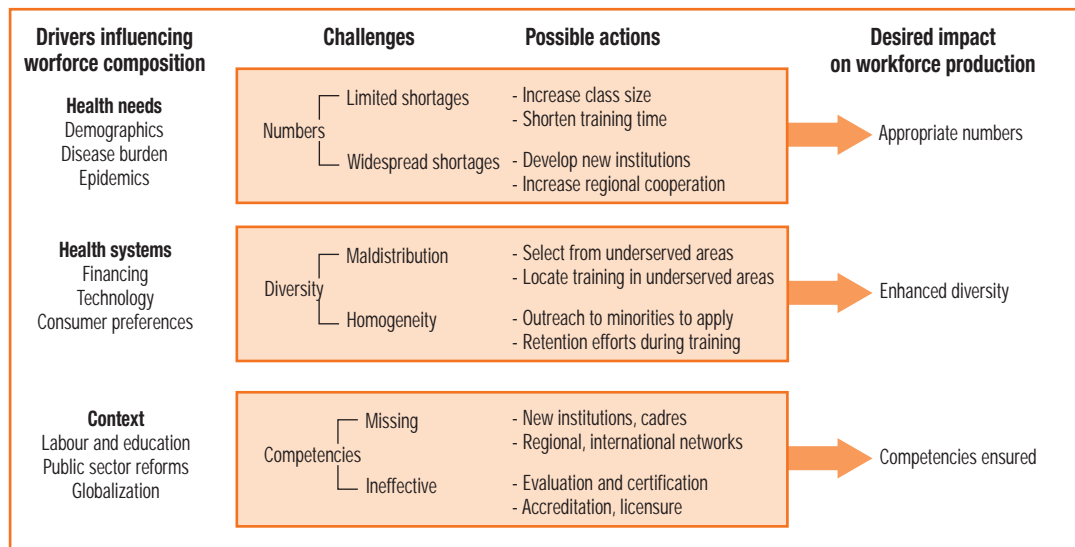 Drivers influencing
worforce composition
Challenges
Possible actions
Desired impact
on workforce production
Health needs
Demographics
Disease burden
Epidemics
Numbers
Limited shortages
- Increase class size
- Shorten training time
Widespread shortages
- Develop new institutions
- Increase regional cooperation
Appropriate numbers
Health systems
Financing
Technology
Consumer preferences
Diversity
Maldistribution
- Select from underserved areas
- Locate training in underserved areas
Homogeneity
- Outreach to minorities to apply
- Retention efforts during training
Enhanced diversity
Context
Labour and education
Public sector reforms
Globalization
Competencies
Missing
- New institutions, cadres
- Regional, international networks
Ineffective
- Evaluation and certification
- Accreditation, licensure
Competencies ensured